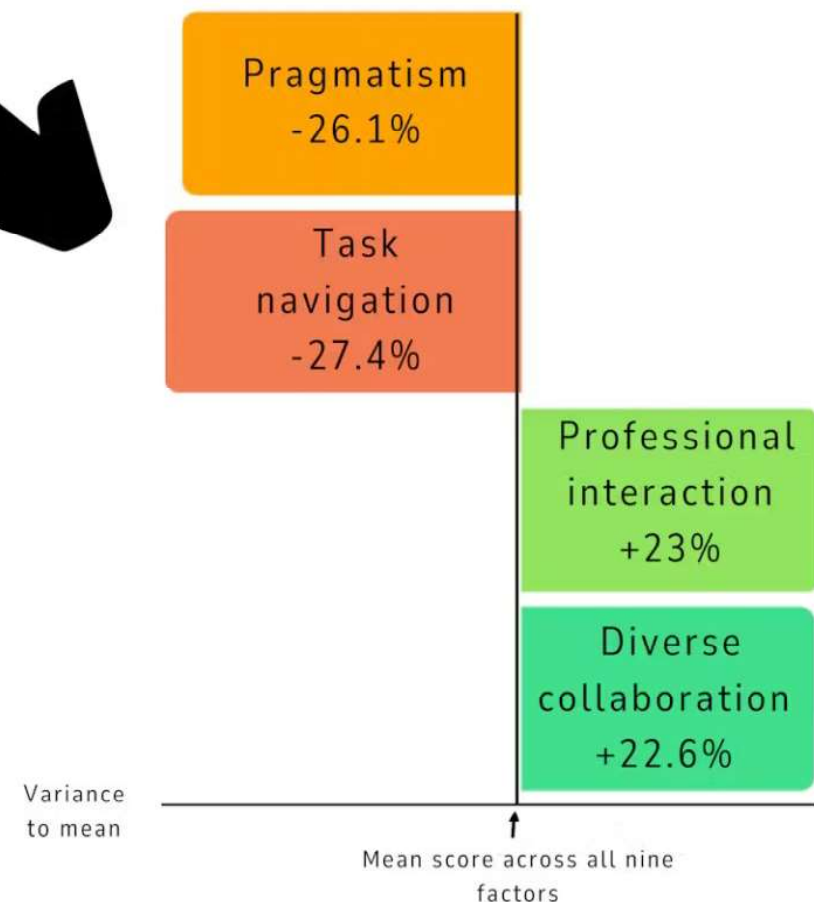 Pragmatism
-26.1%
Task
navigation
-27.4%
Professional
interaction
+23%
Diverse
collaboration
+22.6%
Variance
to mean
Mean score across all nine
factors